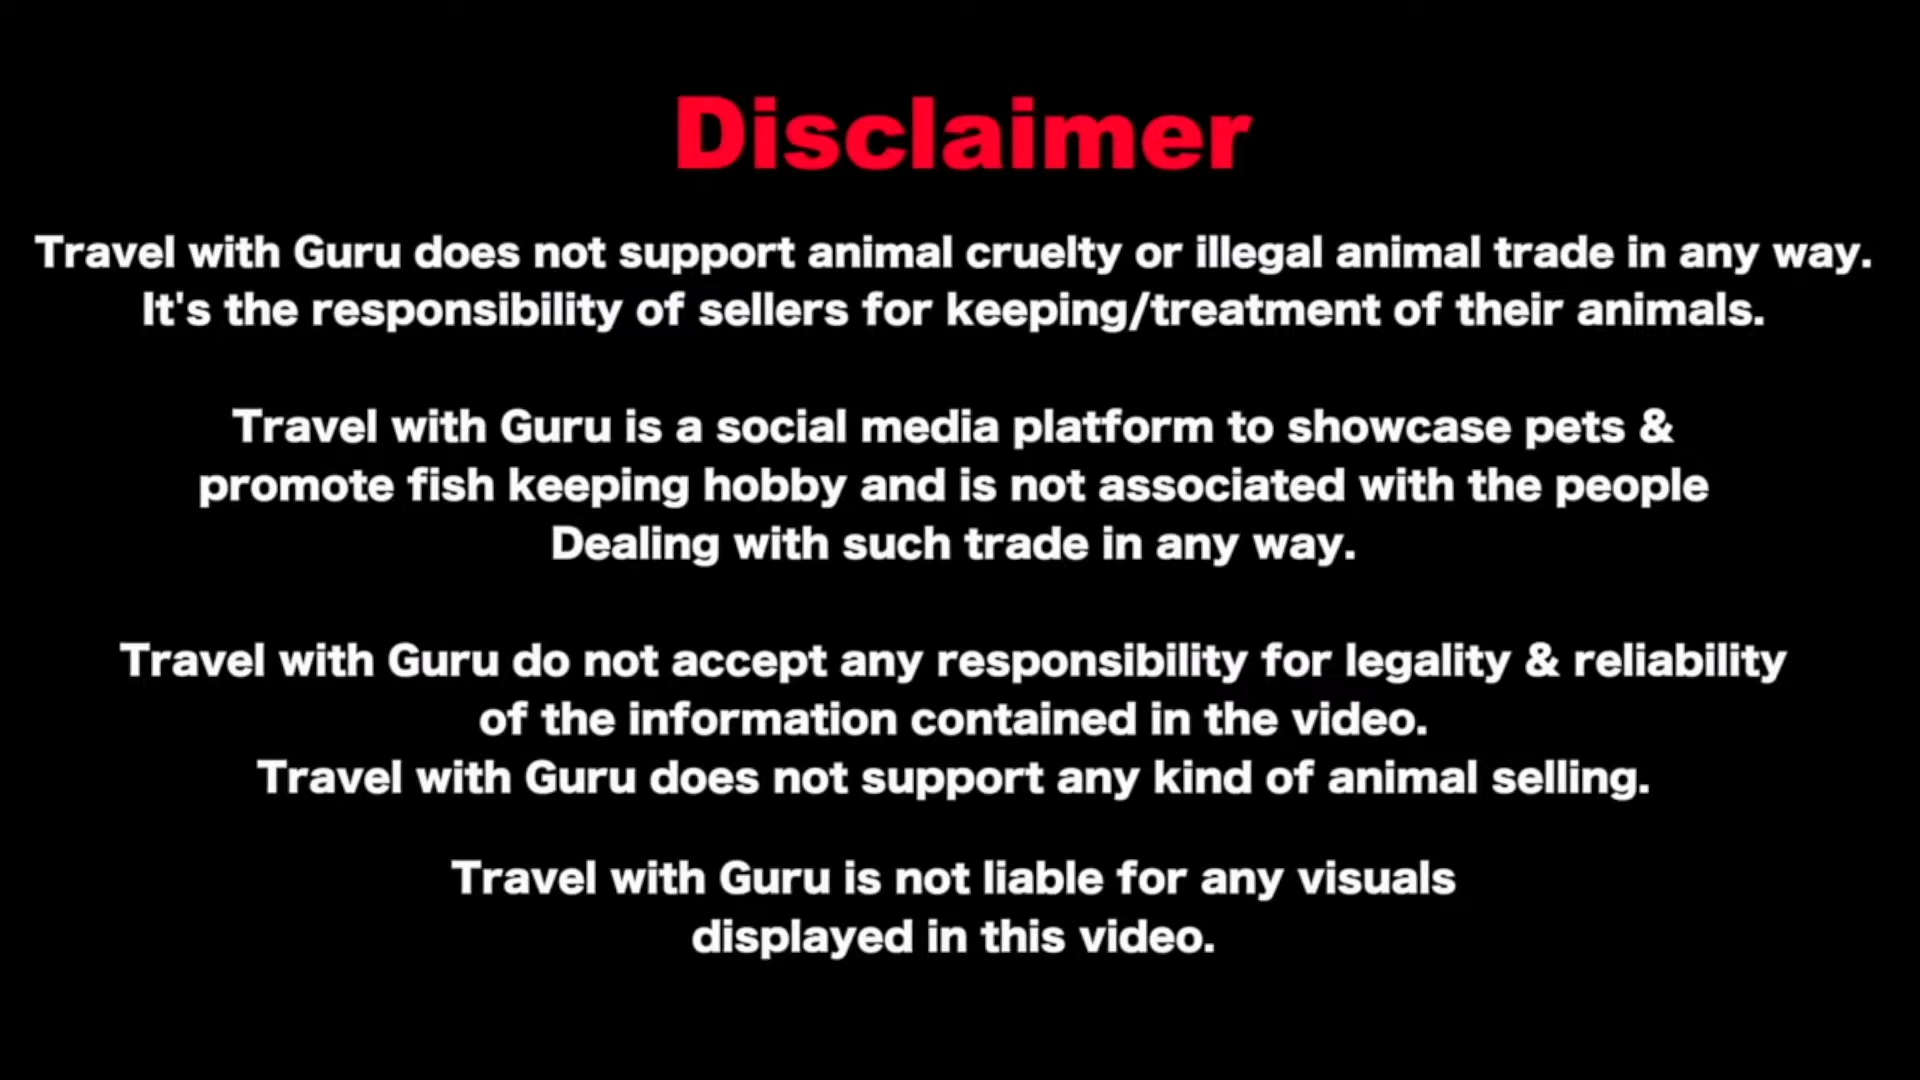 Disclaimer
Travel with Guru does not support animal cruelty or illegal animal trade in any way.
It's the responsibility of sellers for keeping/treatment of their animals.
Travel with Guru is a social media platform to showcase pets &
promote fish keeping hobby and is not associated with the people
Dealing with such trade in any way.
Travel with Guru do not accept any responsibility for legality & reliability
of the information contained in the video.
Travel with Guru does not support any kind of animal selling.
Travel with Guru is not liable for any visuals
displayed in this video.